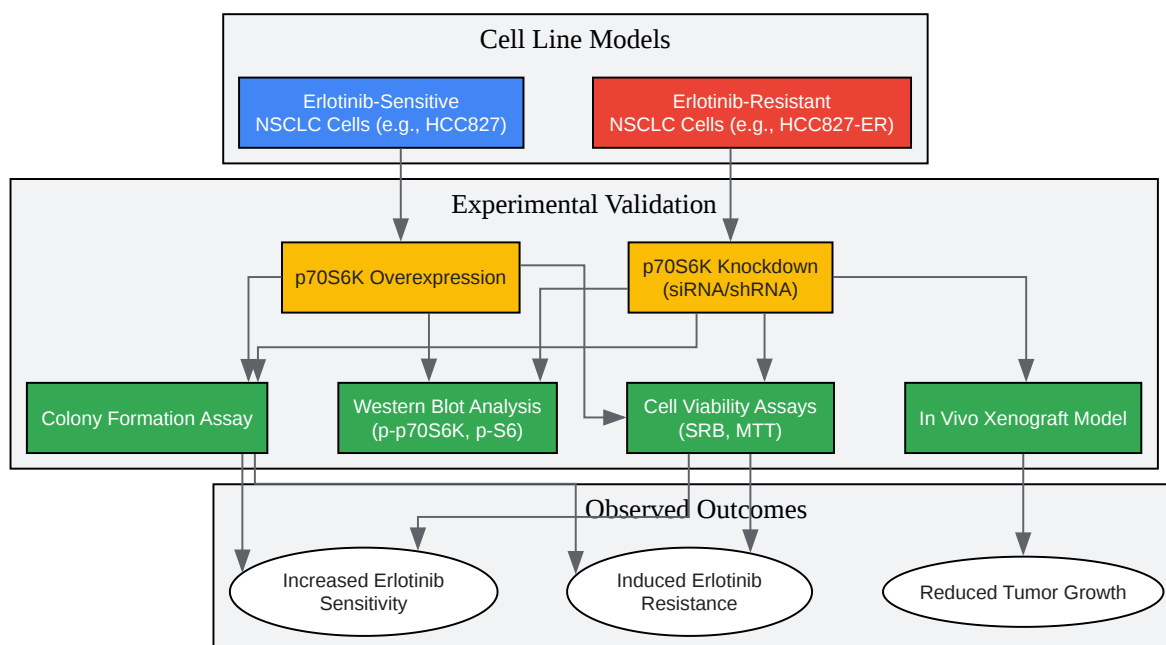 Cell Line Models
Erlotinib-Sensitive
NSCLC Cells (e.g., HCC827)
Erlotinib-Resistant
NSCLC Cells (e.g., HCC827-ER)
Experimental Validation
p70S6K Overexpression
p70S6K Knockdown
(siRNA/shRNA)
Colony Formation Assay
Western Blot Analysis
(p-p70S6K, p-S6)
Cell Viability Assays
(SRB, MTT)
In Vivo Xenograft Model
Observed Outcomes
Increased Erlotinib
Sensitivity
Induced Erlotinib
Resistance
Reduced Tumor Growth